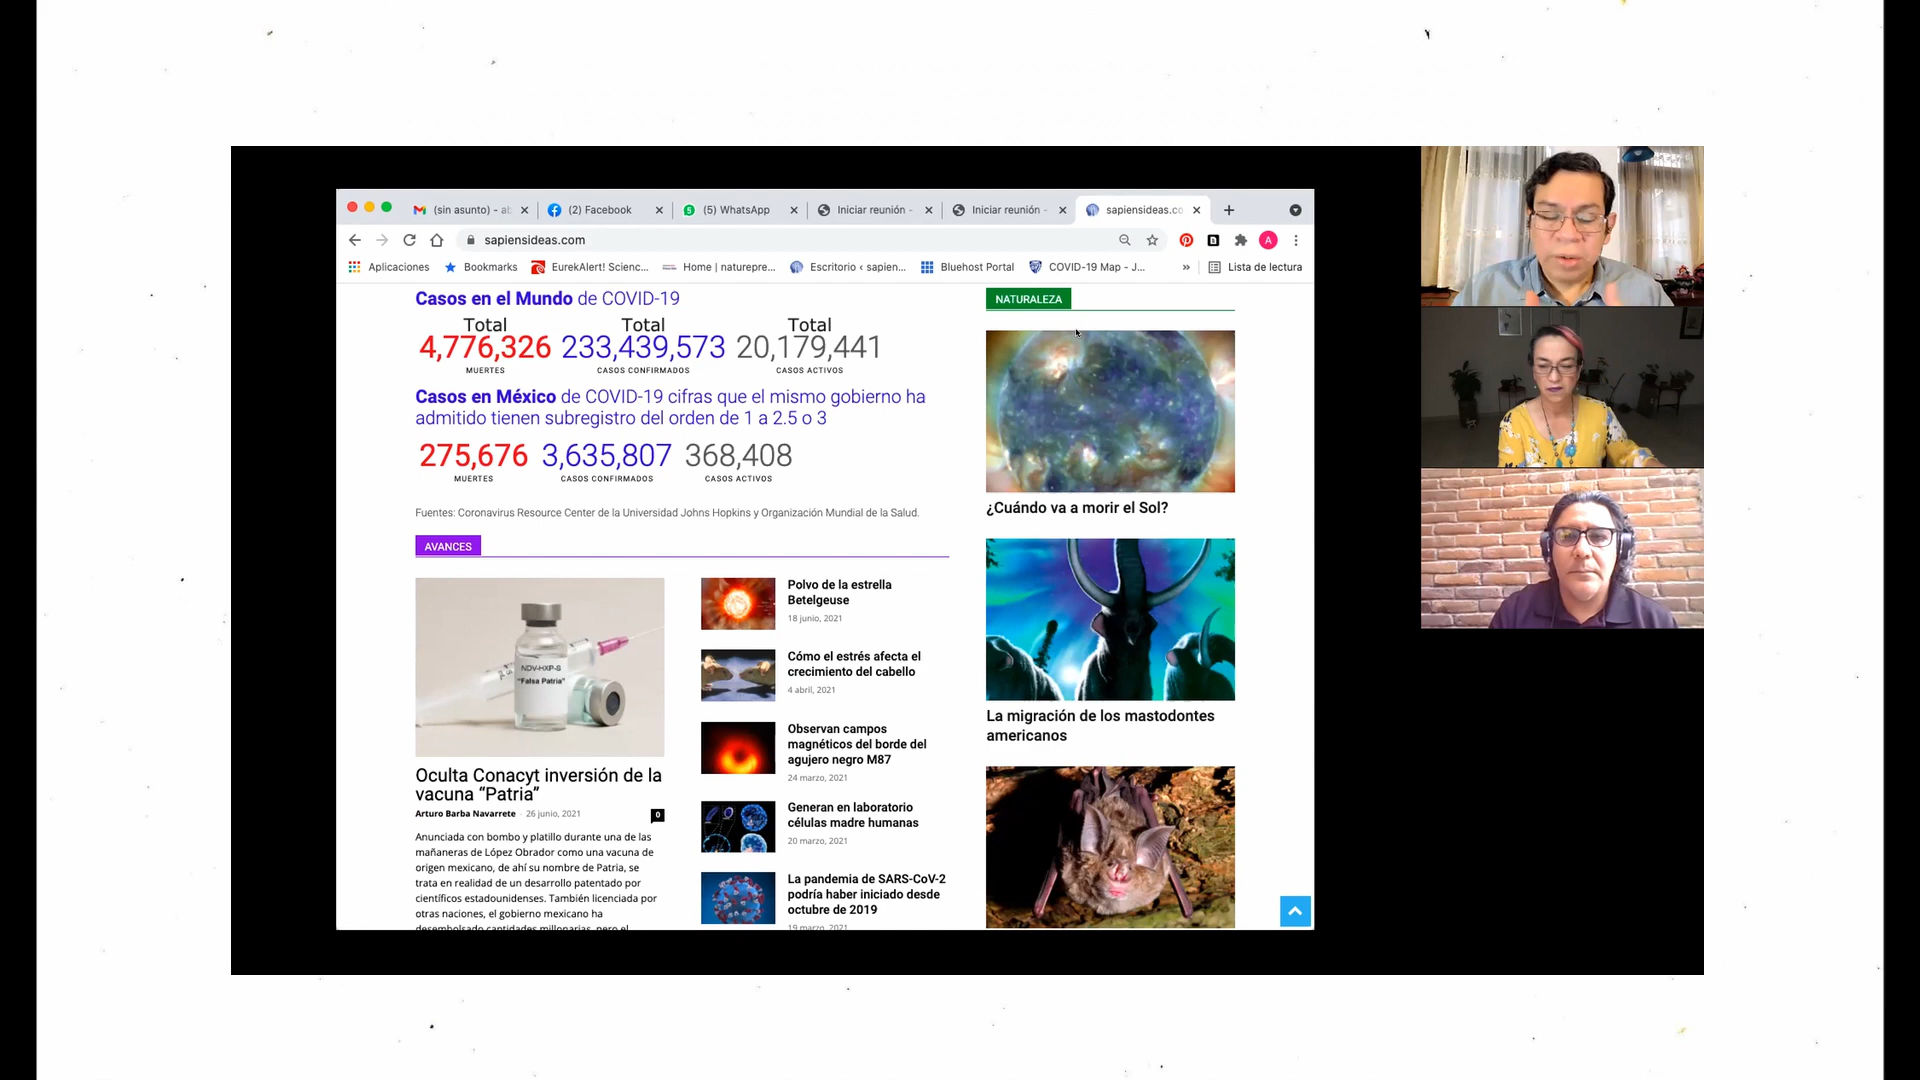 (sin asunto) - ab
(2) Facebook
(5) WhatsApp
Iniciar reunión -
Iniciar reunión -
sapiensideas.co
sapiensideas.com
A
Aplicaciones
Bookmarks
EurekAlert! Scienc...
Home | naturepre...
Escritorio ‹ sapien...
Bluehost Portal
COVID-19 Map - J...
»
Lista de lectura
Casos en el Mundo de COVID-19
Total Total Total
4,776,326 233,439,573 20,179,441
MUERTES CASOS CONFIRMADOS CASOS ACTIVOS
Casos en México de COVID-19 cifras que el mismo gobierno ha
admitido tienen subregistro del orden de 1 a 2.5 o 3
275,676 3,635,807 368,408
MUERTES CASOS CONFIRMADOS CASOS ACTIVOS
Fuentes: Coronavirus Resource Center de la Universidad Johns Hopkins y Organización Mundial de la Salud.
AVANCES
NDV-HXP-S
"Falsa Patria"
Oculta Conacyt inversión de la
vacuna “Patria”
Arturo Barba Navarrete - 26 junio, 2021
0
Anunciada con bombo y platillo durante una de las
mañaneras de López Obrador como una vacuna de
origen mexicano, de ahí su nombre de Patria, se
trata en realidad de un desarrollo patentado por
científicos estadounidenses. También licenciada por
otras naciones, el gobierno mexicano ha
desembolsado cantidades millonarias, pero el
Polvo de la estrella
Betelgeuse
18 junio, 2021
Cómo el estrés afecta el
crecimiento del cabello
4 abril, 2021
Observan campos
magnéticos del borde del
agujero negro M87
24 marzo, 2021
Generan en laboratorio
células madre humanas
20 marzo, 2021
La pandemia de SARS-CoV-2
podría haber iniciado desde
octubre de 2019
19 marzo, 2021
NATURALEZA
¿Cuándo va a morir el Sol?
La migración de los mastodontes
americanos